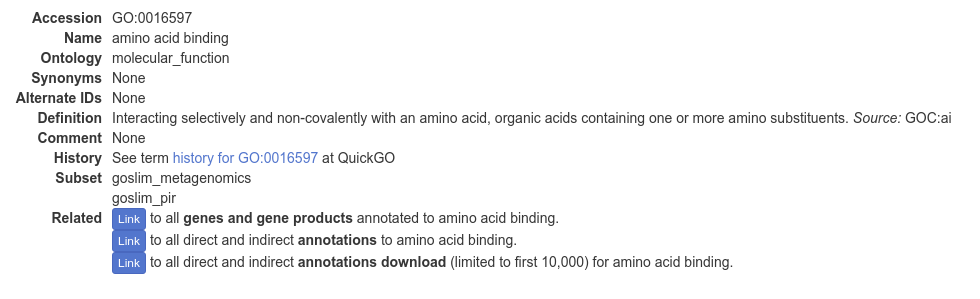 Accession GO:0016597
Name amino acid binding
Ontology molecular_function
Synonyms None
Alternate IDs None
Definition Interacting selectively and non-covalently with an amino acid, organic acids containing one or more amino substituents. Source: GOC:ai
Comment None
History See term history for GO:0016597 at QuickGO
Subset goslim_metagenomics
goslim_pir
Related Link to all genes and gene products annotated to amino acid binding.
Link to all direct and indirect annotations to amino acid binding.
Link to all direct and indirect annotations download (limited to first 10,000) for amino acid binding.